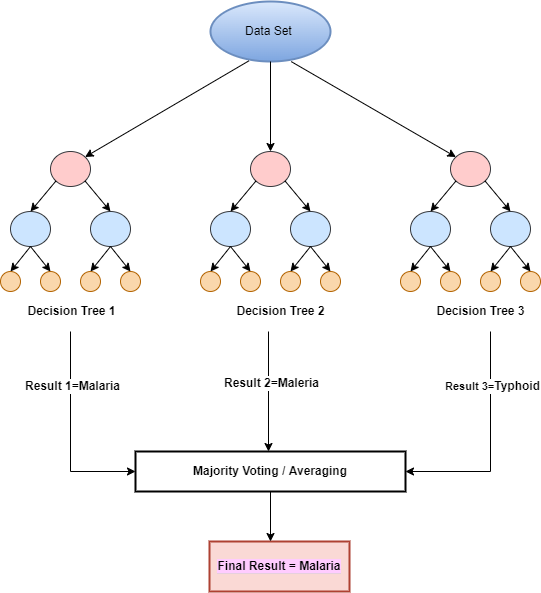 Data Set
Decision Tree 1
Decision Tree 2
Decision Tree 3
Result 1=Malaria
Result 2=Maleria
Result 3=Typhoid
Majority Voting / Averaging
Final Result = Malaria